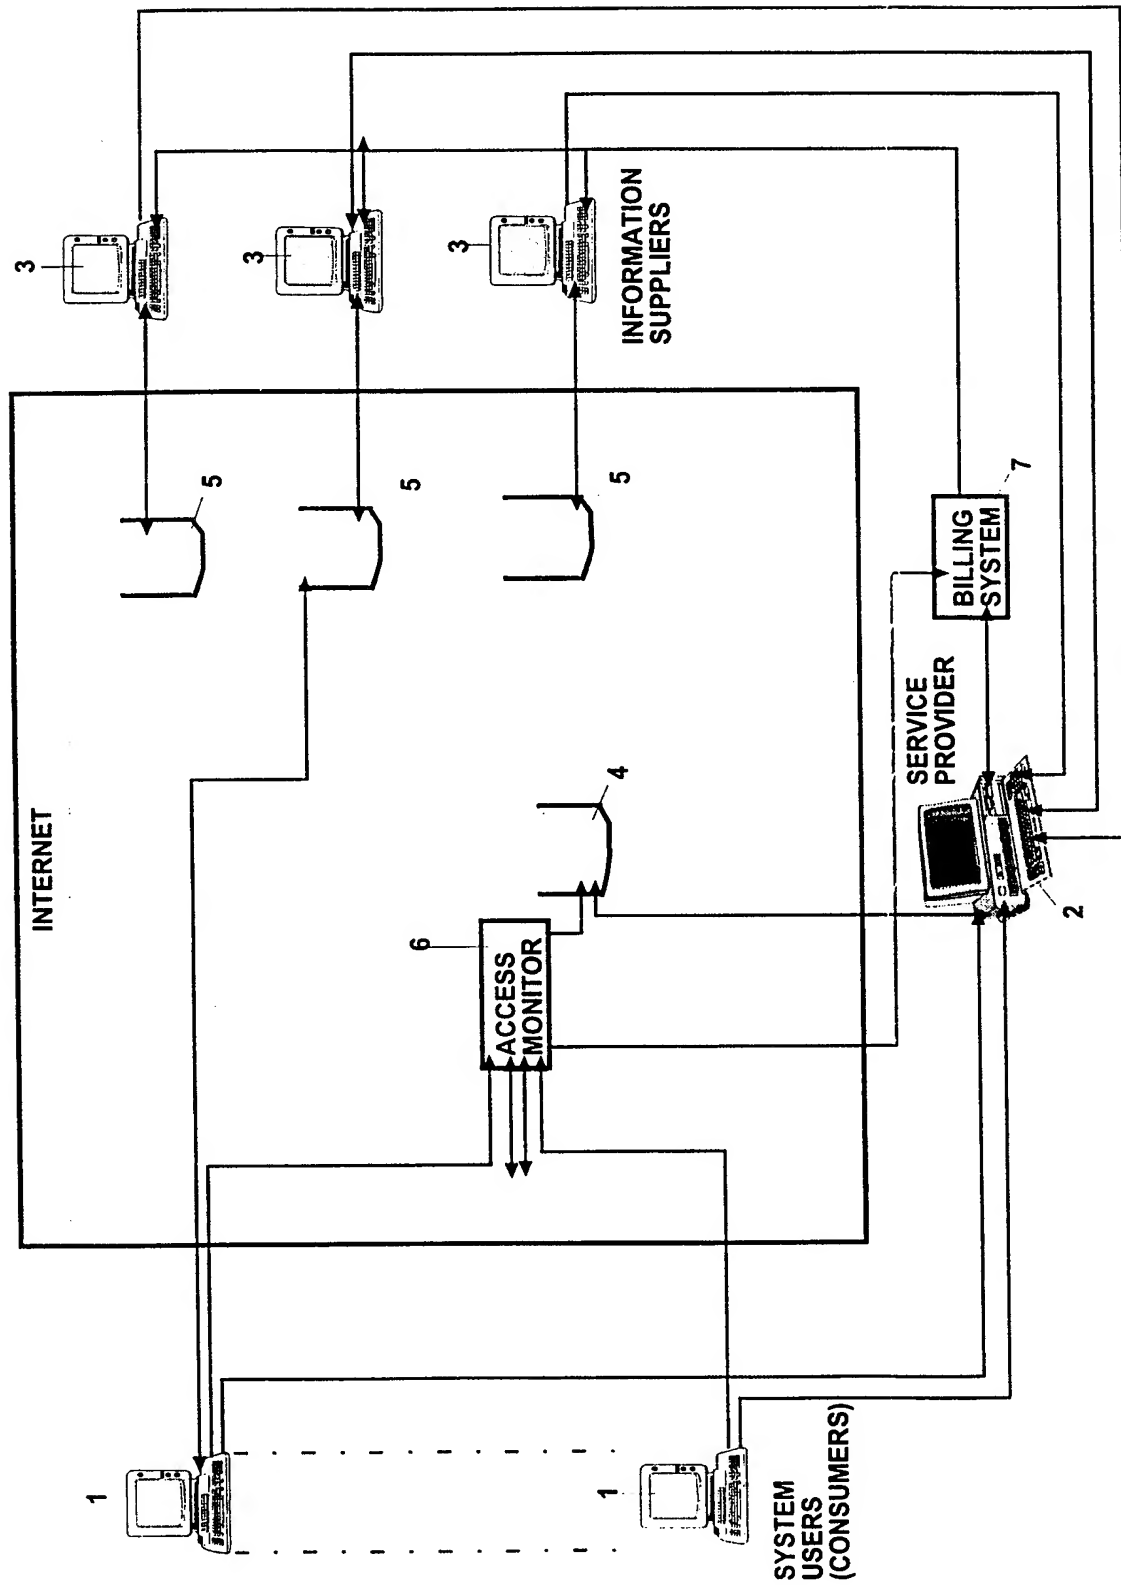 INTERNET
3
3
3
INFORMATION
SUPPLIERS
5
5
5
4
6
ACCESS
MONITOR
SERVICE
PROVIDER
BILLING
SYSTEM
7
2
1
1
SYSTEM
USERS
(CONSUMERS)